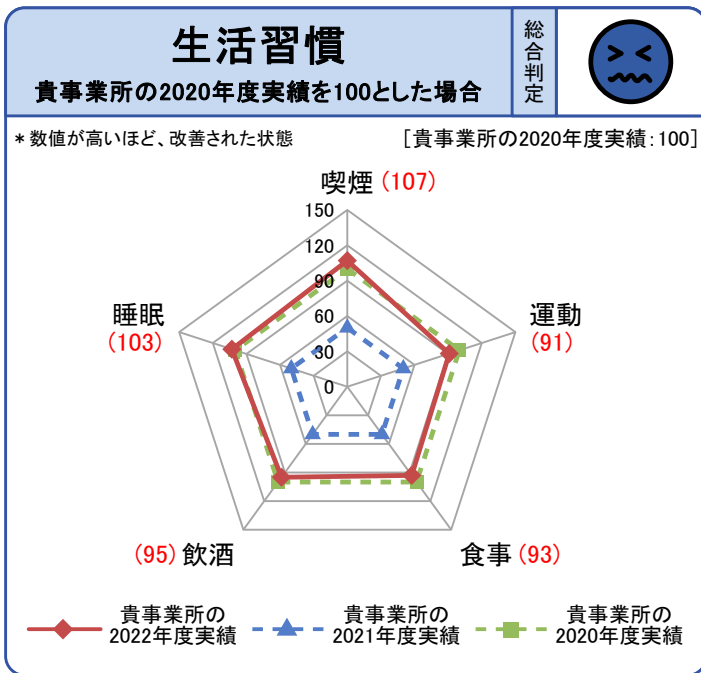 生活習慣
貴事業所の2020年度実績を100とした場合
総合判定
*数値が高いほど、改善された状態
[貴事業所の2020年度実績:100]
喫煙(107)
150
120
90
60
30
0
睡眠
(103)
運動
(91)
(95)飲酒
食事(93)
貴事業所の
2022年度実績
貴事業所の
2021年度実績
貴事業所の
2020年度実績